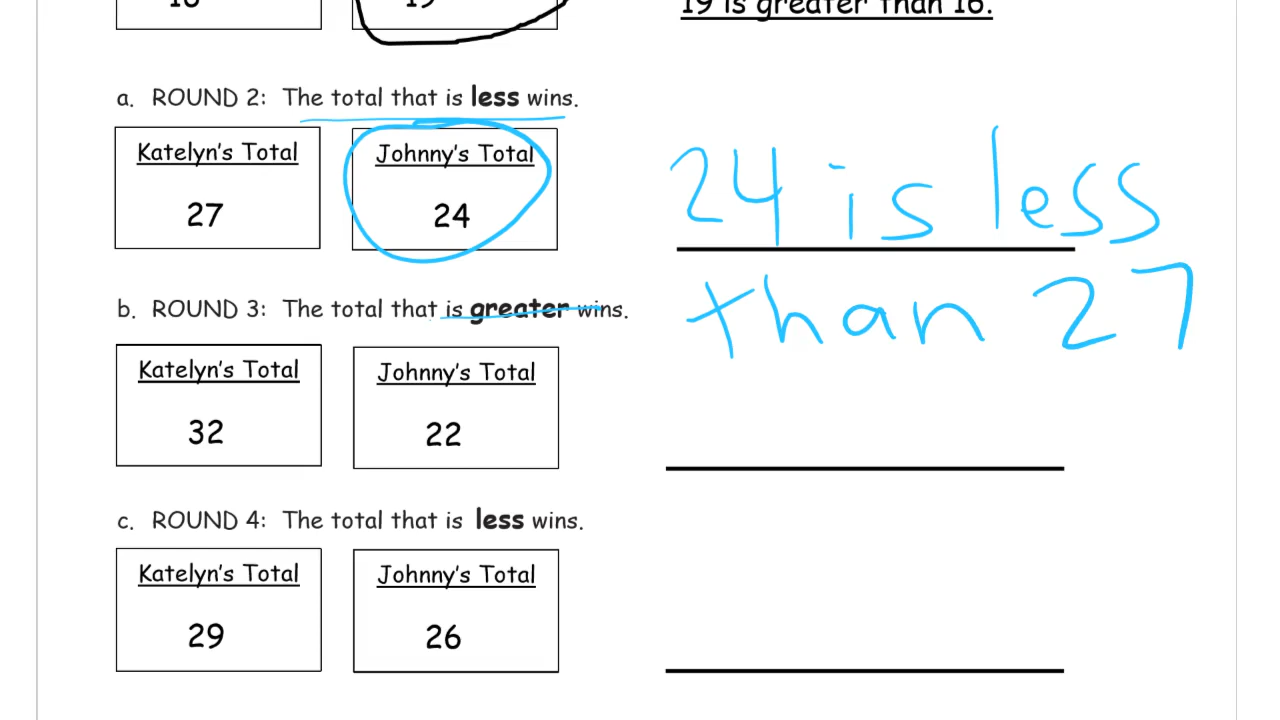 16 19 19 is greater than 16.
a. ROUND 2: The total that is less wins.
Katelyn's Total Johnny's Total
27 24
24 is less
than 27
b. ROUND 3: The total that is greater wins.
Katelyn's Total Johnny's Total
32 22
c. ROUND 4: The total that is less wins.
Katelyn's Total Johnny's Total
29 26